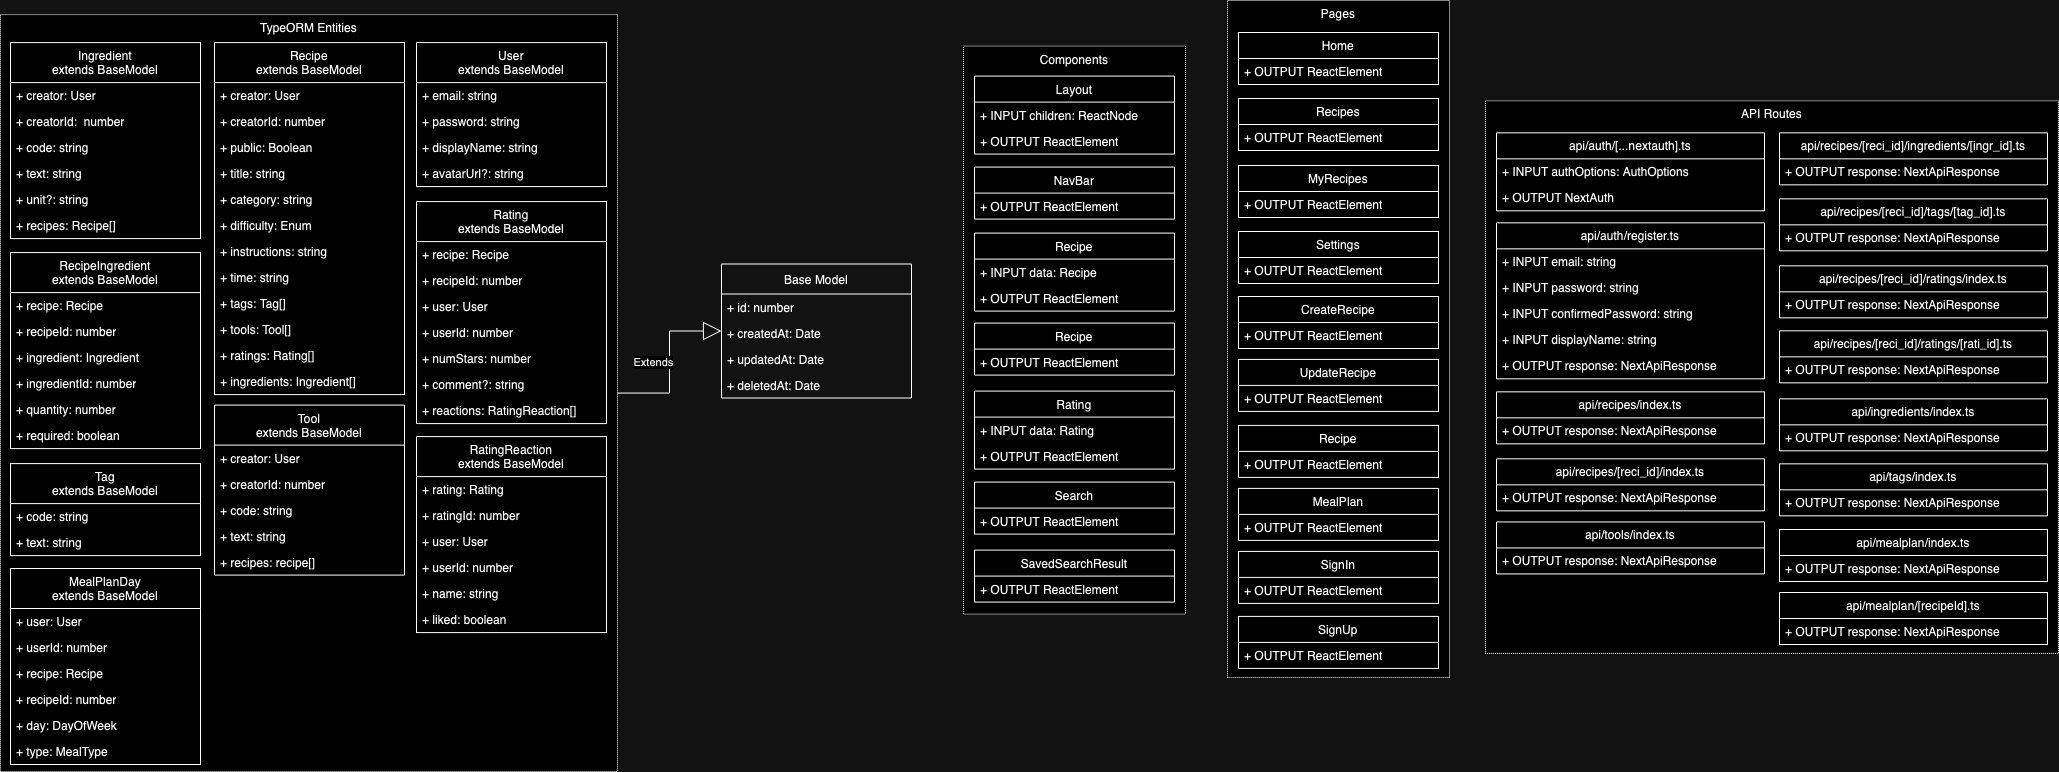 TypeORM Entities
Ingredient
extends BaseModel
+ creator: User
+ creatorId: number
+ code: string
+ text: string
+ unit?: string
+ recipes: Recipe[]
RecipeIngredient
extends BaseModel
+ recipe: Recipe
+ recipeId: number
+ ingredient: Ingredient
+ ingredientId: number
+ quantity: number
+ required: boolean
Tag
extends BaseModel
+ code: string
+ text: string
MealPlanDay
extends BaseModel
+ user: User
+ userId: number
+ recipe: Recipe
+ recipeId: number
+ day: DayOfWeek
+ type: MealType
Recipe
extends BaseModel
+ creator: User
+ creatorId: number
+ public: Boolean
+ title: string
+ category: string
+ difficulty: Enum
+ instructions: string
+ time: string
+ tags: Tag[]
+ tools: Tool[]
+ ratings: Rating[]
+ ingredients: Ingredient[]
Tool
extends BaseModel
+ creator: User
+ creatorId: number
+ code: string
+ text: string
+ recipes: recipe[]
User
extends BaseModel
+ email: string
+ password: string
+ displayName: string
+ avatarUrl?: string
Rating
extends BaseModel
+ recipe: Recipe
+ recipeId: number
+ user: User
+ userId: number
+ numStars: number
+ comment?: string
+ reactions: RatingReaction[]
RatingReaction
extends BaseModel
+ rating: Rating
+ ratingId: number
+ user: User
+ userId: number
+ name: string
+ liked: boolean
Extends
Base Model
+ id: number
+ createdAt: Date
+ updatedAt: Date
+ deletedAt: Date
Components
Layout
+ INPUT children: ReactNode
+ OUTPUT ReactElement
NavBar
+ OUTPUT ReactElement
Recipe
+ INPUT data: Recipe
+ OUTPUT ReactElement
Recipe
+ OUTPUT ReactElement
Rating
+ INPUT data: Rating
+ OUTPUT ReactElement
Search
+ OUTPUT ReactElement
SavedSearchResult
+ OUTPUT ReactElement
Pages
Home
+ OUTPUT ReactElement
Recipes
+ OUTPUT ReactElement
MyRecipes
+ OUTPUT ReactElement
Settings
+ OUTPUT ReactElement
CreateRecipe
+ OUTPUT ReactElement
UpdateRecipe
+ OUTPUT ReactElement
Recipe
+ OUTPUT ReactElement
MealPlan
+ OUTPUT ReactElement
SignIn
+ OUTPUT ReactElement
SignUp
+ OUTPUT ReactElement
API Routes
api/auth/[...nextauth].ts
+ INPUT authOptions: AuthOptions
+ OUTPUT NextAuth
api/auth/register.ts
+ INPUT email: string
+ INPUT password: string
+ INPUT confirmedPassword: string
+ INPUT displayName: string
+ OUTPUT response: NextApiResponse
api/recipes/index.ts
+ OUTPUT response: NextApiResponse
api/recipes/[reci_id]/index.ts
+ OUTPUT response: NextApiResponse
api/tools/index.ts
+ OUTPUT response: NextApiResponse
api/recipes/[reci_id]/ingredients/[ingr_id].ts
+ OUTPUT response: NextApiResponse
api/recipes/[reci_id]/tags/[tag_id].ts
+ OUTPUT response: NextApiResponse
api/recipes/[reci_id]/ratings/index.ts
+ OUTPUT response: NextApiResponse
api/recipes/[reci_id]/ratings/[rati_id].ts
+ OUTPUT response: NextApiResponse
api/ingredients/index.ts
+ OUTPUT response: NextApiResponse
api/tags/index.ts
+ OUTPUT response: NextApiResponse
api/mealplan/index.ts
+ OUTPUT response: NextApiResponse
api/mealplan/[recipeId].ts
+ OUTPUT response: NextApiResponse